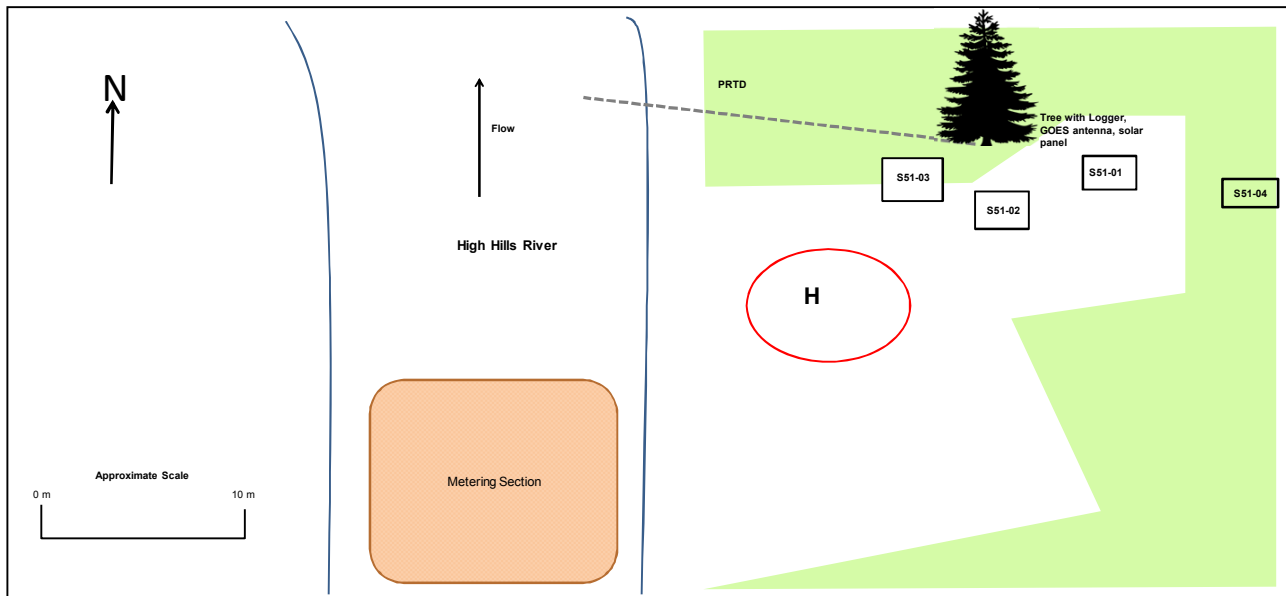 N
Flow
High Hills River
Approximate Scale
0 m
10 m
Metering Section
PRTD
Tree with Logger,
GOES antenna, solar
panel
S51-03
S51-02
S51-01
S51-04
H